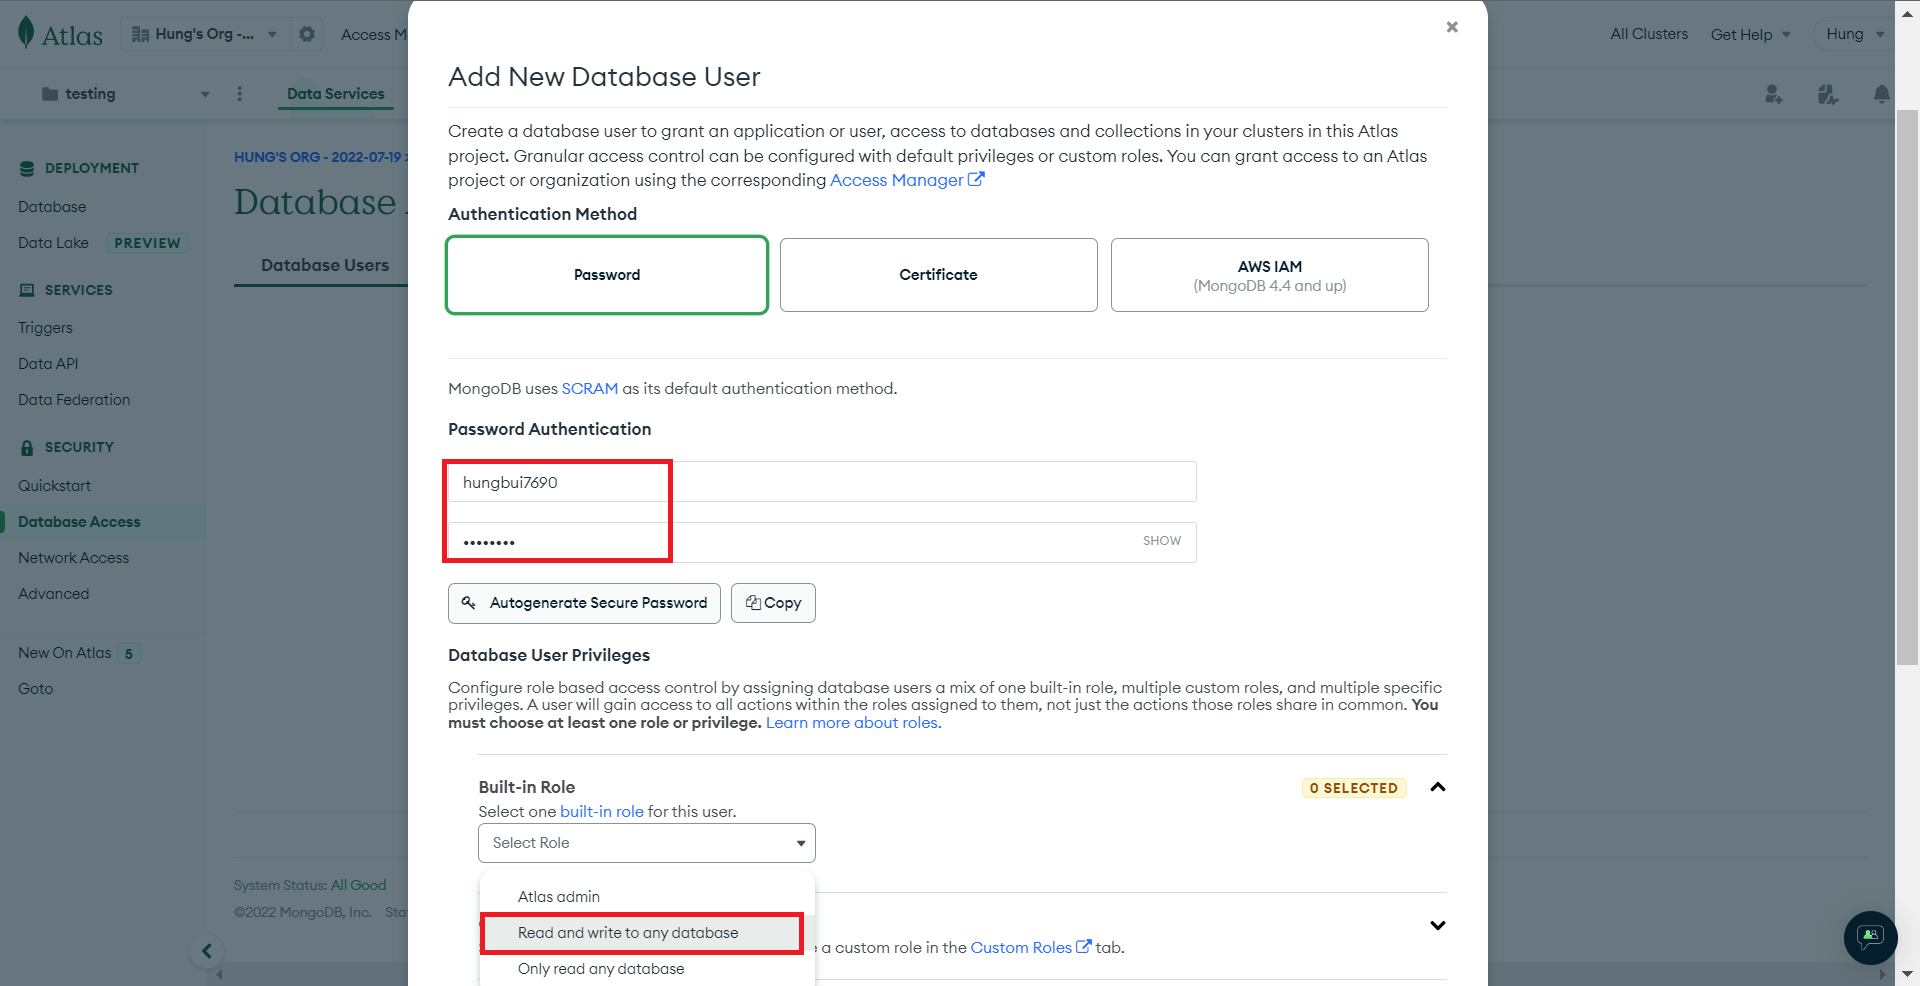 Atlas
Hung's Org -...
Access M
All Clusters
Get Help
Hung
testing
Data Services
DEPLOYMENT
Database
Data Lake PREVIEW
SERVICES
Triggers
Data API
Data Federation
SECURITY
Quickstart
Database Access
Network Access
Advanced
New On Atlas 5
Goto
HUNG'S ORG - 2022-07-19 >
Database
Database Users
System Status: All Good
©2022 MongoDB, Inc. Sta
Add New Database User
Create a database user to grant an application or user, access to databases and collections in your clusters in this Atlas
project. Granular access control can be configured with default privileges or custom roles. You can grant access to an Atlas
project or organization using the corresponding Access Manager
Authentication Method
Password
Certificate
AWS IAM
(MongoDB 4.4 and up)
MongoDB uses SCRAM as its default authentication method.
Password Authentication
hungbui7690
••••••••
SHOW
Autogenerate Secure Password
Copy
Database User Privileges
Configure role based access control by assigning database users a mix of one built-in role, multiple custom roles, and multiple specific
privileges. A user will gain access to all actions within the roles assigned to them, not just the actions those roles share in common. You
must choose at least one role or privilege. Learn more about roles.
Built-in Role
0 SELECTED
Select one built-in role for this user.
Select Role
Atlas admin
Read and write to any database
Only read any database
a custom role in the Custom Roles tab.